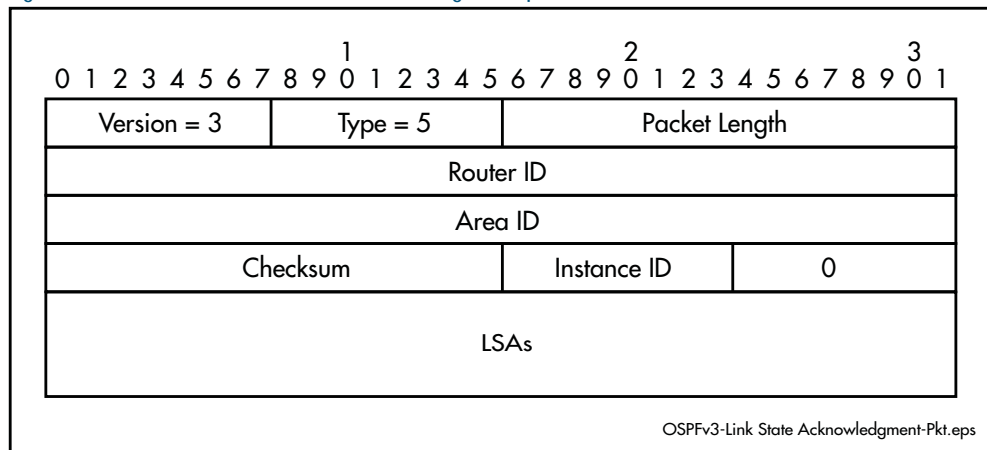 1 2 3
0 1 2 3 4 5 6 7 8 9 0 1 2 3 4 5 6 7 8 9 0 1 2 3 4 5 6 7 8 9 0 1
Version = 3 Type = 5 Packet Length
Router ID
Area ID
Checksum Instance ID 0
LSAs
OSPFv3-Link State Acknowledgment-Pkt.eps